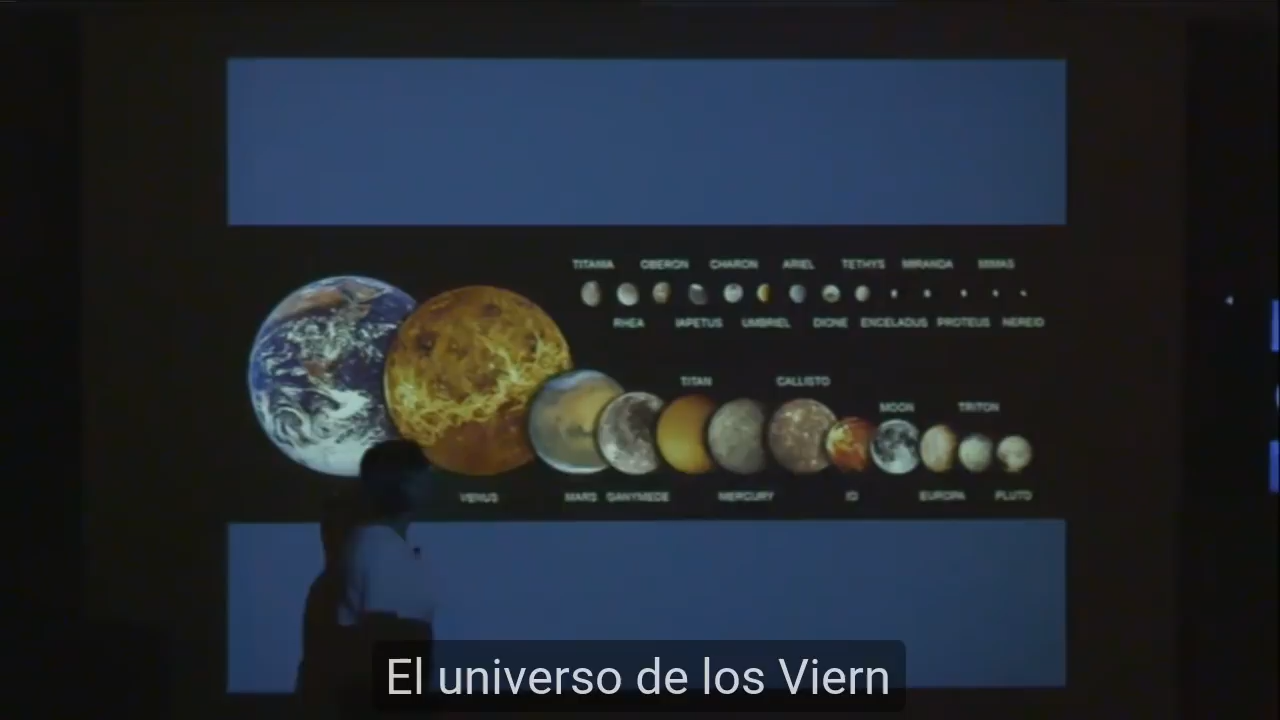 TITANIA OBERON CHARON ARIEL TETHYS MIRANDA MIMAS
RHEA IAPETUS UMBRIEL DIONE ENCELADUS PROTEUS NEREID
TITAN CALLISTO
MOON TRITON
VENUS MARS GANYMEDE MERCURY IO EUROPA PLUTO
El universo de los Viern